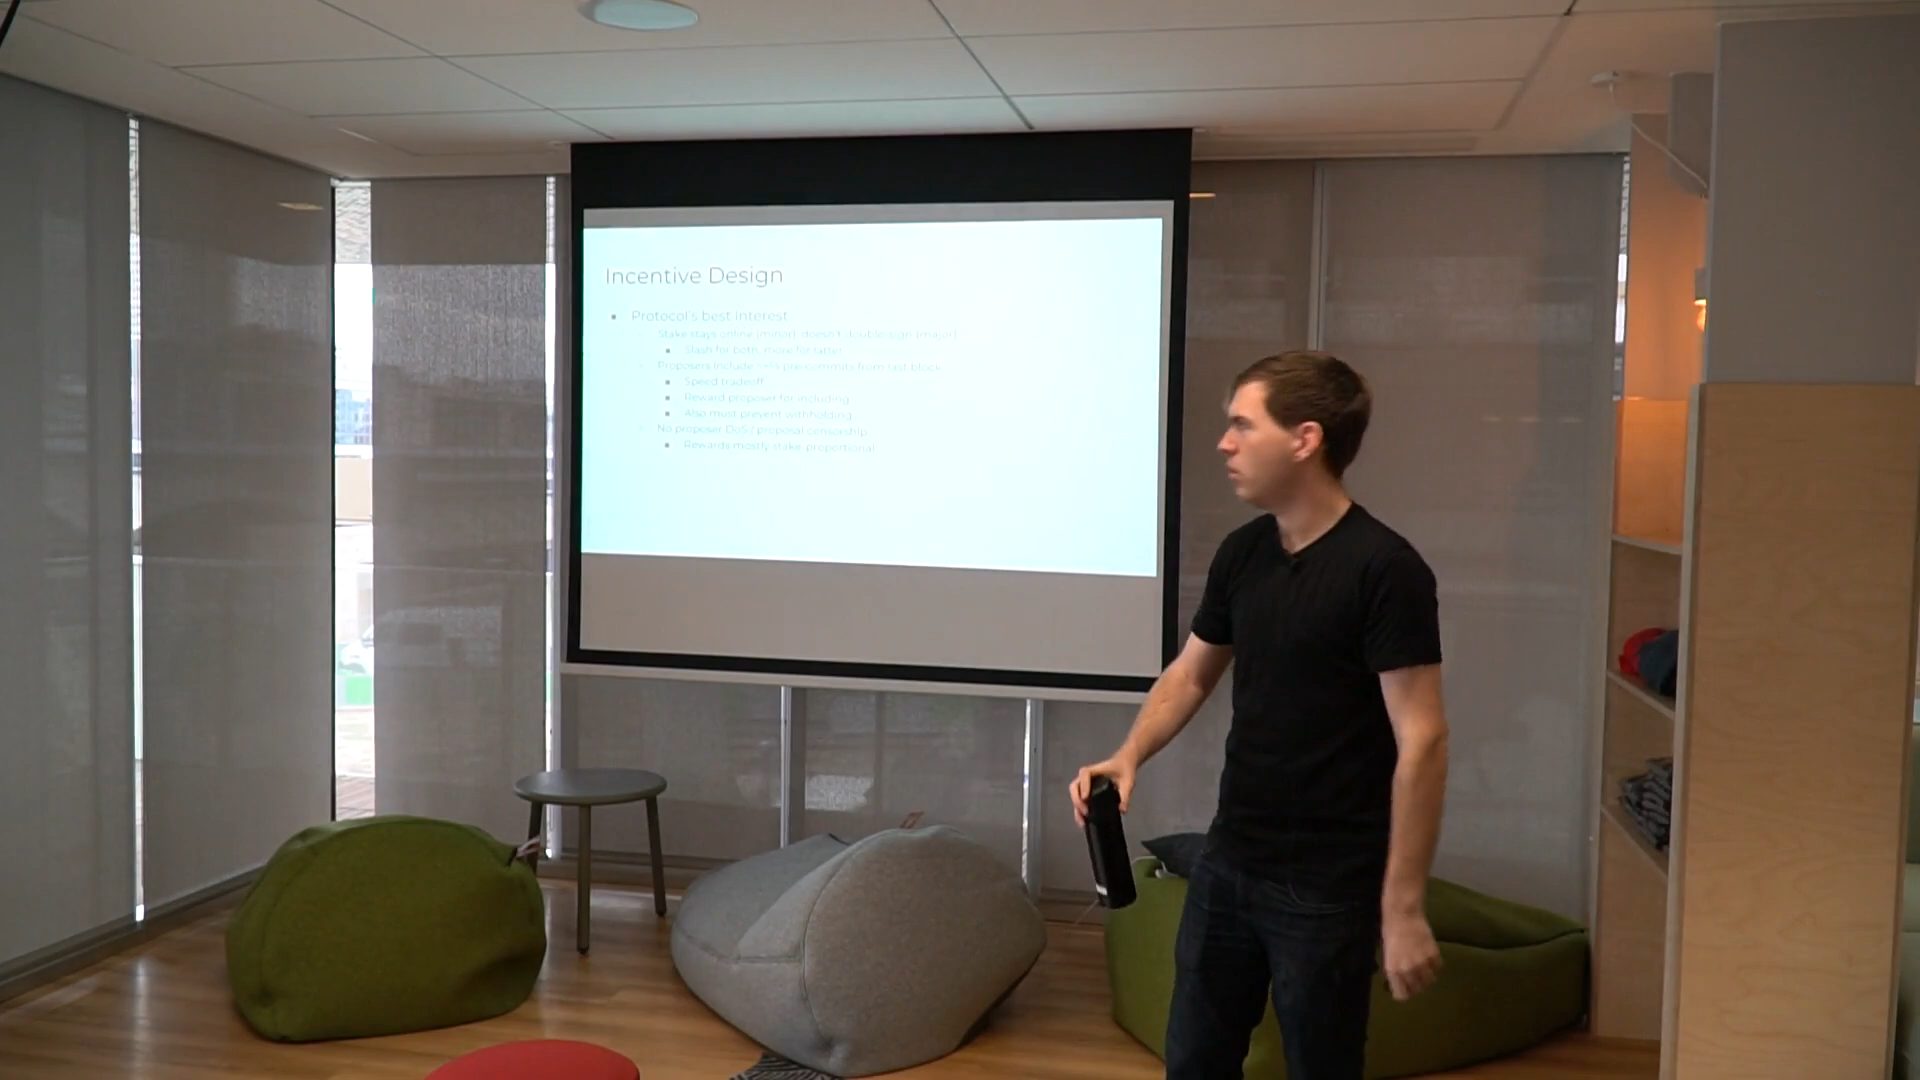 Incentive Design
Protocol's best interest
Stake stays online (minor), doesn't double-sign (major)
Slash for both, more for latter
Proposers include precommits from last block
Speed tradeoff
Reward proposer for including
Also must prevent withholding
No proposer DoS / proposal censorship
Rewards mostly stake-proportional